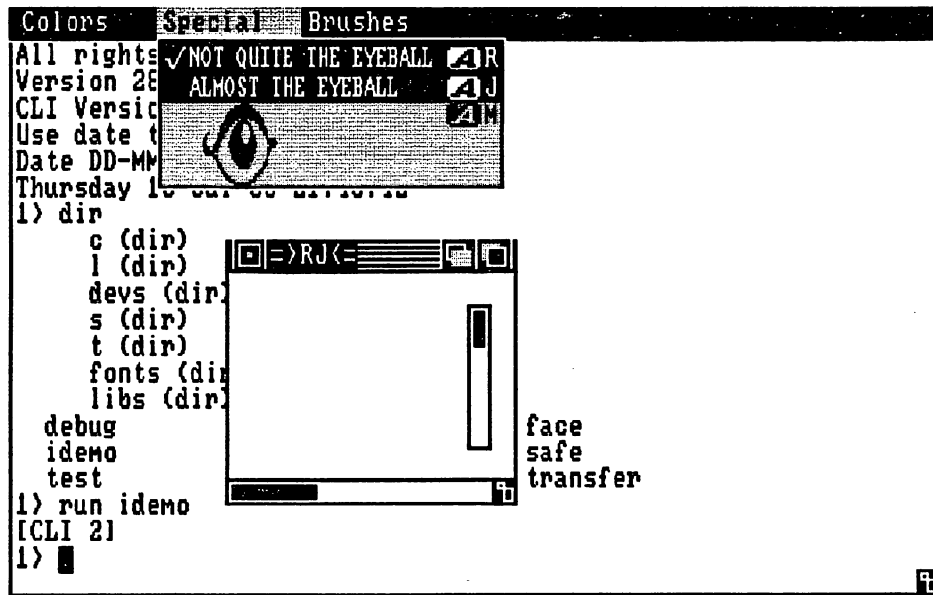 Colors Special Brushes
All rights
✓NOT QUITE THE EYEBALL A R
Version 28
ALMOST THE EYEBALL A J
CLI Versio
A M
Use date t
Date DD-MM
Thursday
1> dir
c (dir)
l (dir)
devs (dir)
s (dir)
t (dir)
fonts (dir
libs (dir)
=>RJ<=
debug face
idemo safe
test transfer
1> run idemo
[CLI 2]
1>